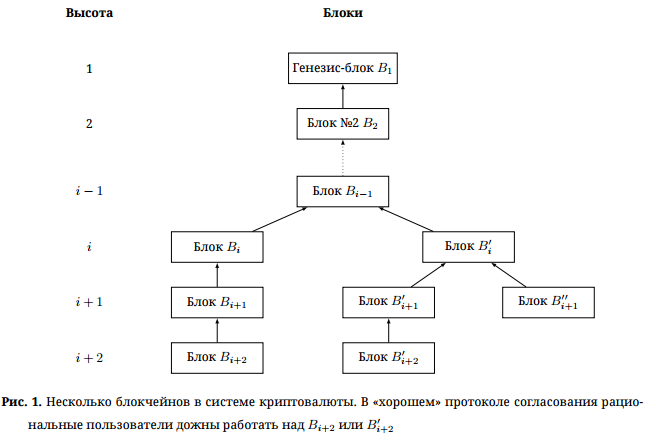 Высота Блоки
1 Генезис-блок B₁
2 Блок №2 B₂
i − 1 Блок Bᵢ₋₁
i Блок Bᵢ Блок B′ᵢ
i + 1 Блок Bᵢ₊₁ Блок B′ᵢ₊₁ Блок B″ᵢ₊₁
i + 2 Блок Bᵢ₊₂ Блок B′ᵢ₊₂
Рис. 1. Несколько блокчейнов в системе криптовалюты. В «хорошем» протоколе согласования рацио-
нальные пользователи дожны работать над Bᵢ₊₂ или B′ᵢ₊₂